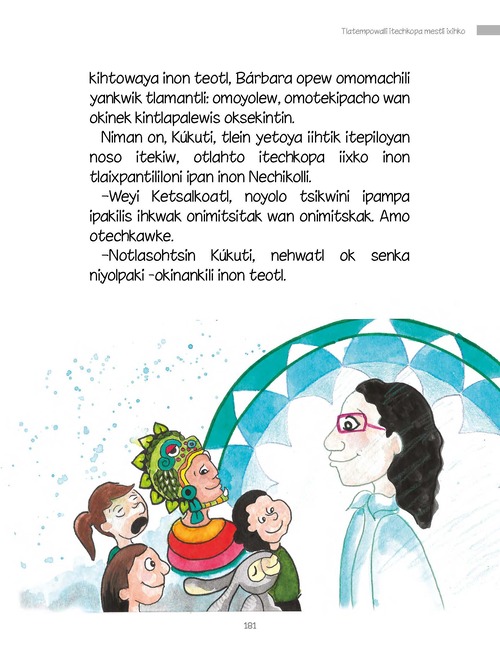 Tlatempowalli itechkopa mestli ixihko
kihtowaya inon teotl, Bárbara opew omomachili
yankwik tlamantli: omoyolew, omotekipacho wan
okinek kintlapalewis oksekintin.
Niman on, Kúkuti, tlein yetoya iihtik itepiloyan
noso itekiw, otlahto itechkopa iixko inon
tlaixpantililoni ipan inon Nechikolli.
–Weyi Ketsalkoatl, noyolo tsikwini ipampa
ipakilis ihkwak onimitsitak wan onimitskak. Amo
otechkawke.
–Notlasohtsin Kúkuti, nehwatl ok senka
niyolpaki -okinankili inon teotl.
181